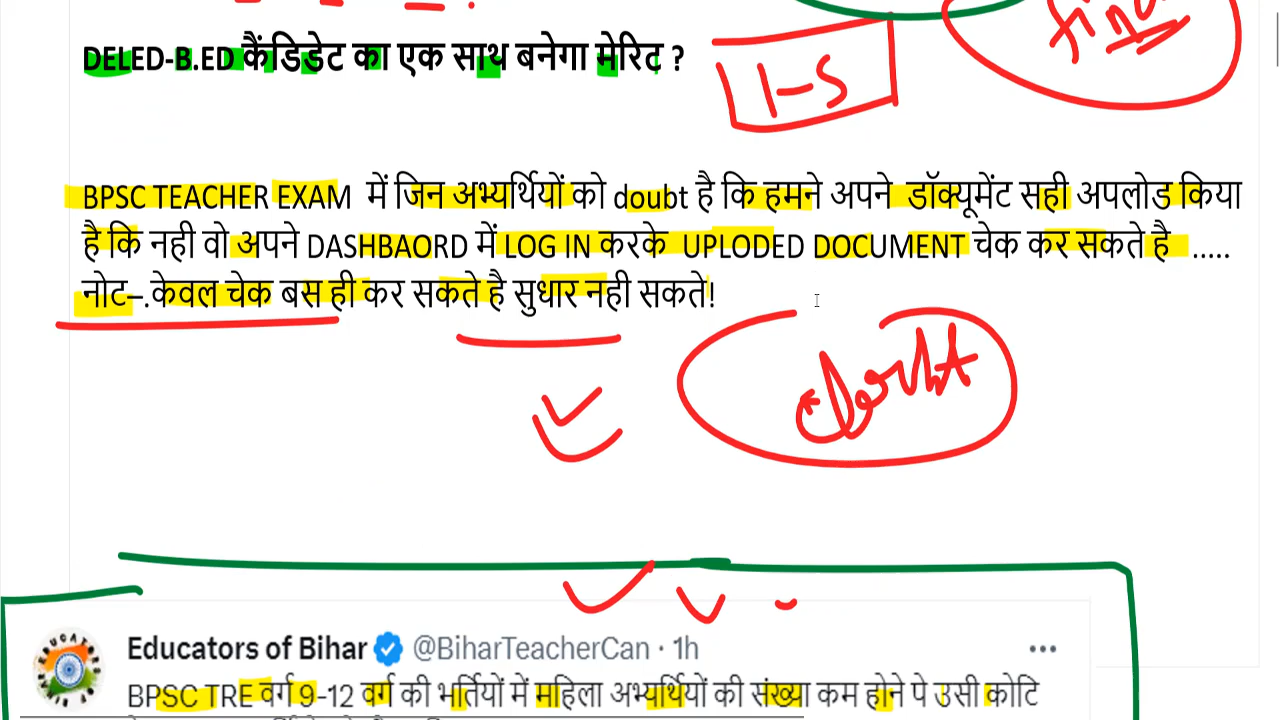 final
DELED-B.ED कैंडिडेट का एक साथ बनेगा मेरिट ?
1-5
BPSC TEACHER EXAM में जिन अभ्यर्थियों को doubt है कि हमने अपने डॉक्यूमेंट सही अपलोड किया
है कि नही वो अपने DASHBAORD में LOG IN करके UPLODED DOCUMENT चेक कर सकते है .....
नोट–.केवल चेक बस ही कर सकते है सुधार नही सकते!
doubt
Educators of Bihar @BiharTeacherCan · 1h
BPSC TRE वर्ग 9-12 वर्ग की भर्तियों में महिला अभ्यर्थियों की संख्या कम होने पे उसी कोटि